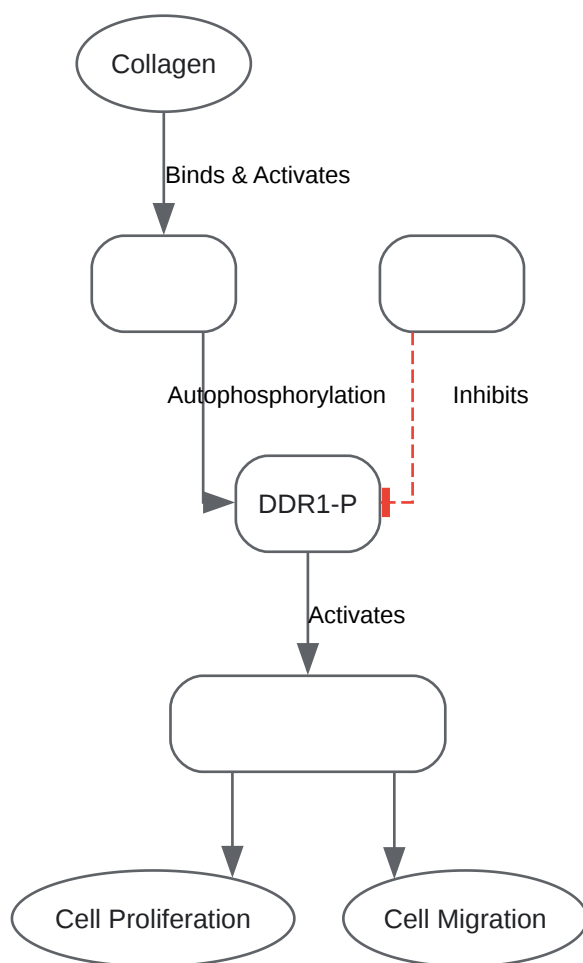 Collagen
Binds & Activates
Autophosphorylation
Inhibits
DDR1-P
Activates
Cell Proliferation
Cell Migration